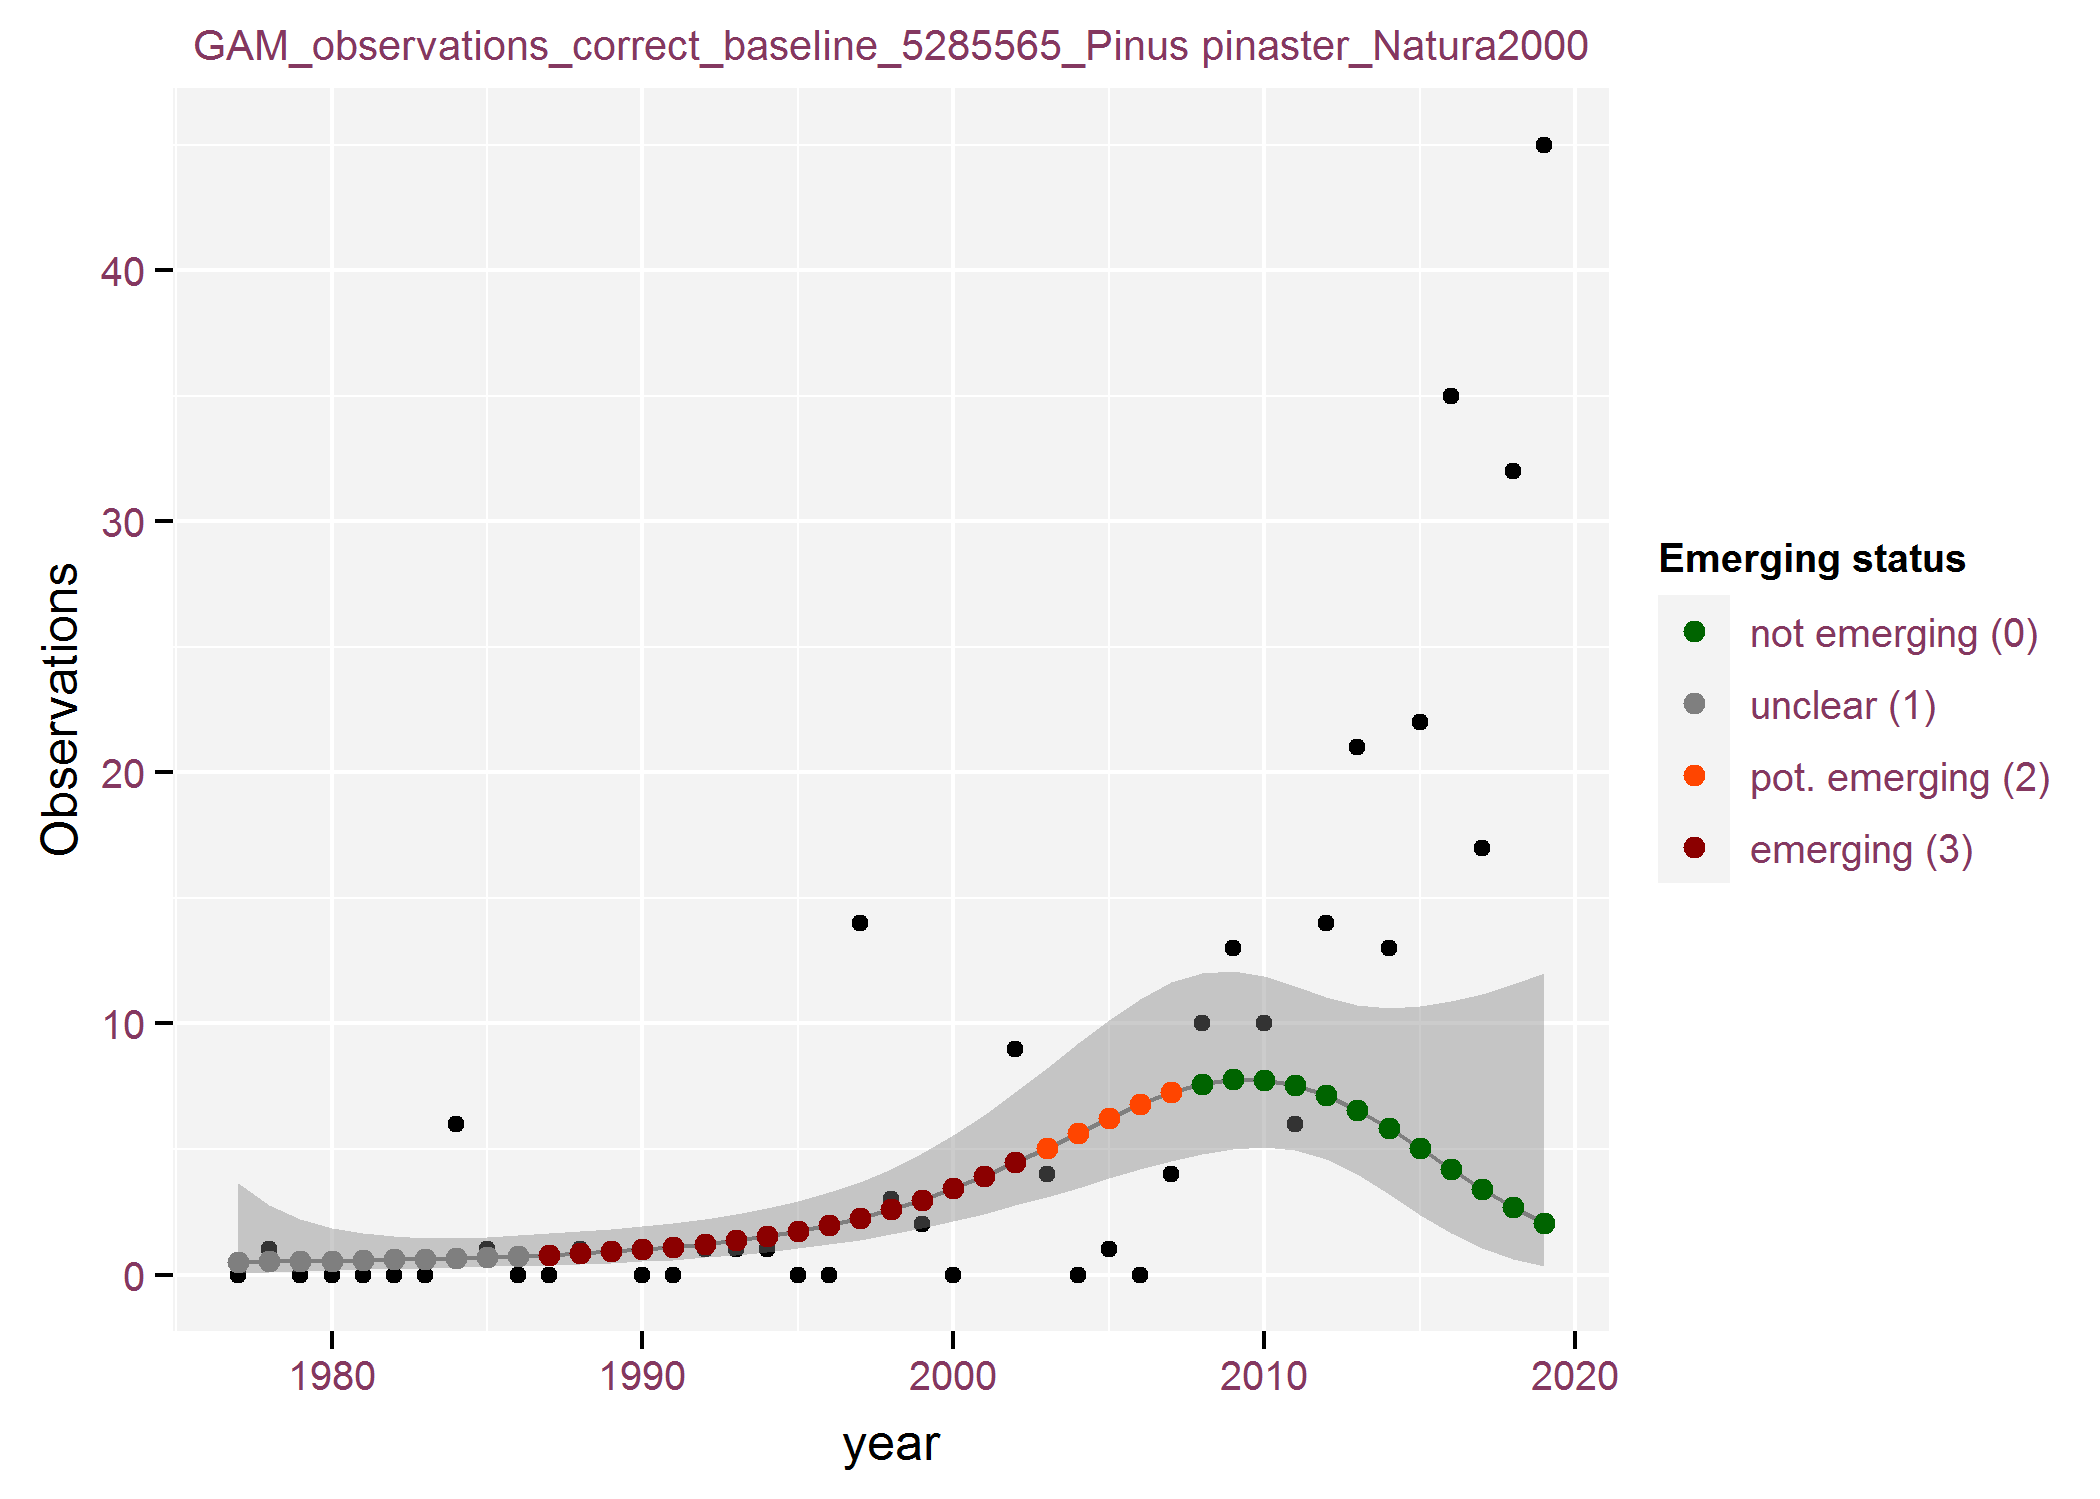 GAM_observations_correct_baseline_5285565_Pinus pinaster_Natura2000
Observations
40
30
20
10
0
1980
1990
2000
2010
2020
year
Emerging status
not emerging (0)
unclear (1)
pot. emerging (2)
emerging (3)